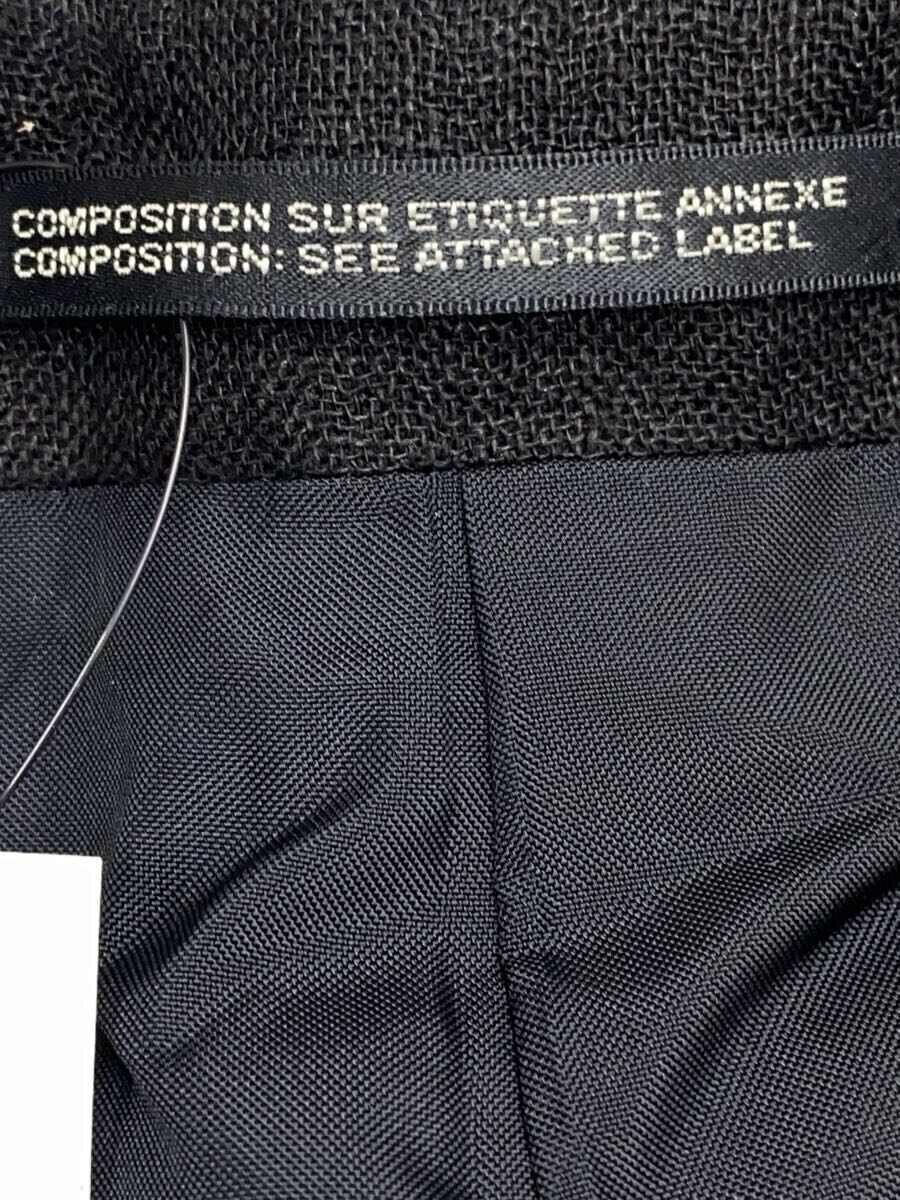 COMPOSITION SUR ETIQUETTE ANNEXE
COMPOSITION: SEE ATTACHED LABEL